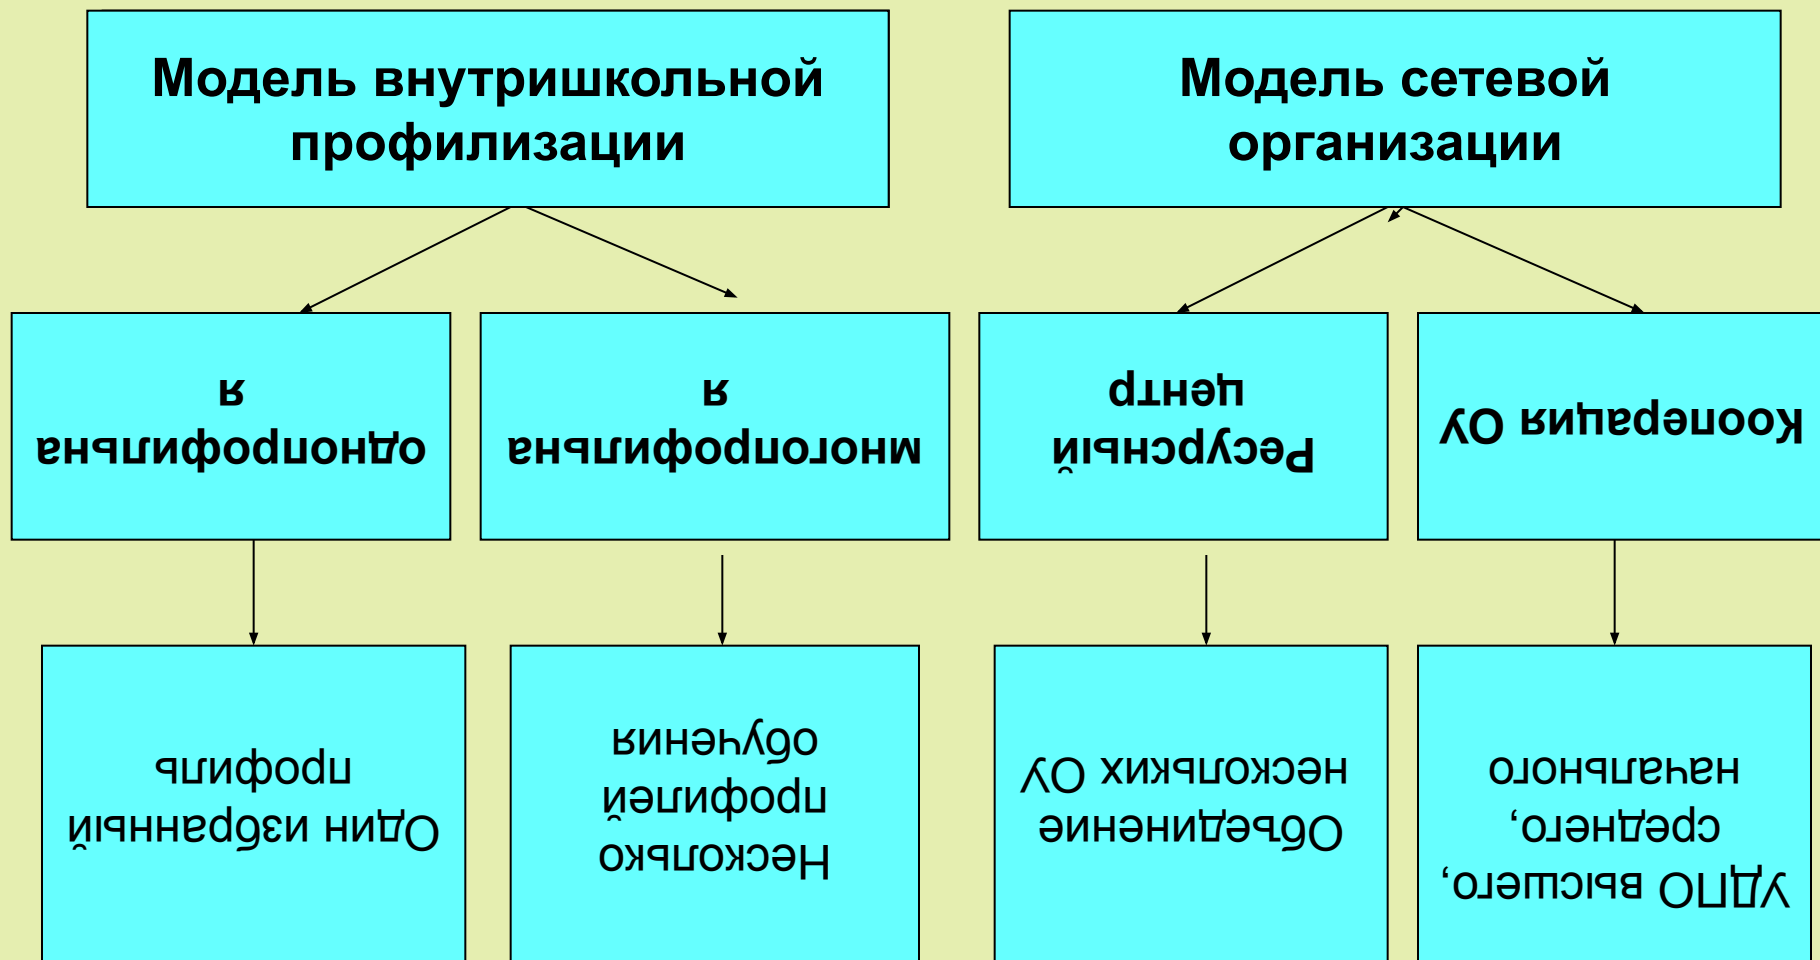 Модель внутришкольной
профилизации
Модель сетевой
организации
однопрофильна
я
многопрофильна
я
Ресурсный
центр
Кооперация ОУ
Один избранный
профиль
Несколько
профилей
обучения
Объединение
нескольких ОУ
УДПО высшего,
среднего,
начального